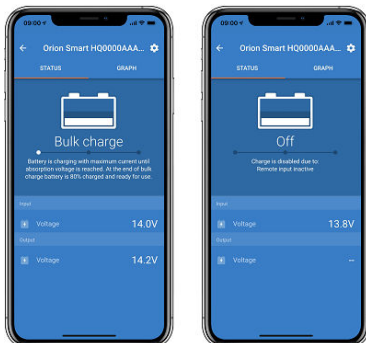 09:00
Orion Smart HQ0000AAA...
STATUS
GRAPH
Bulk charge
Battery is charging with maximum current until
absorption voltage is reached. At the end of bulk
charge battery is 80% charged and ready for use.
Input
Voltage
14.0V
Output
Voltage
14.2V
09:00
Orion Smart HQ0000AAA...
STATUS
GRAPH
Off
Charge is disabled due to:
Remote input inactive
Input
Voltage
13.8V
Output
Voltage
--